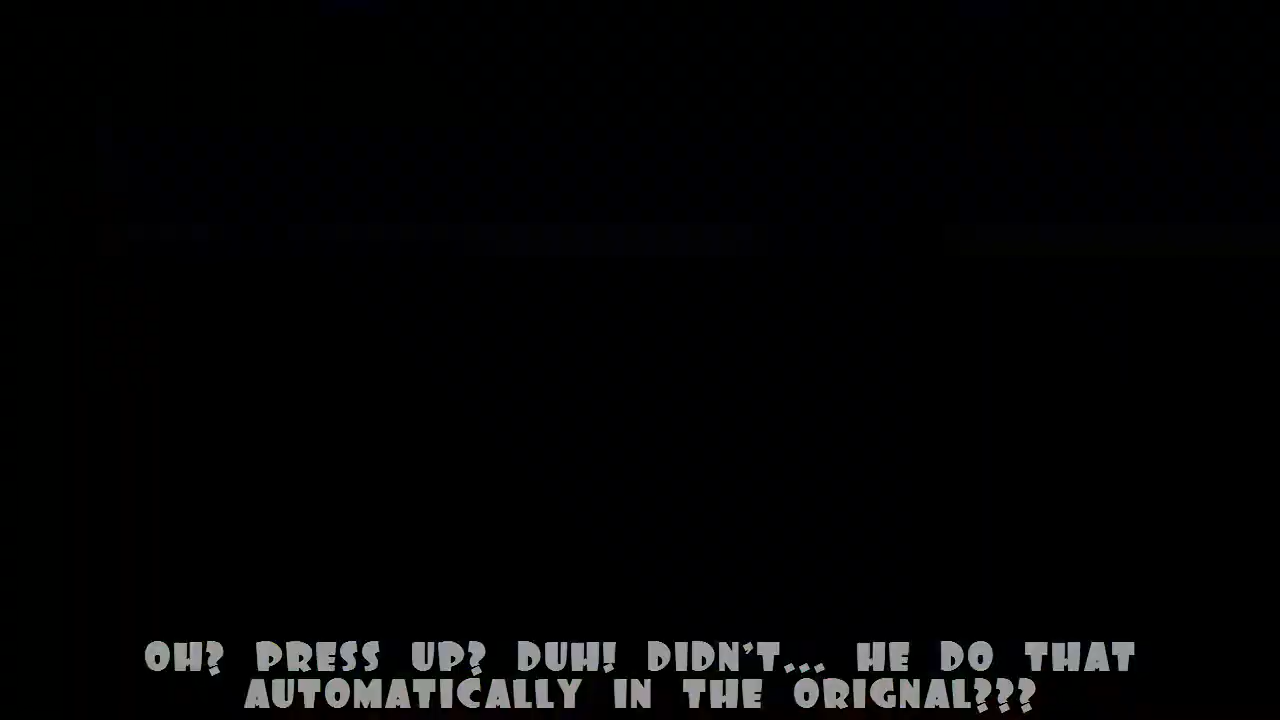 OH? PRESS UP? DUH! DIDN'T... HE DO THAT
AUTOMATICALLY IN THE ORIGNAL???